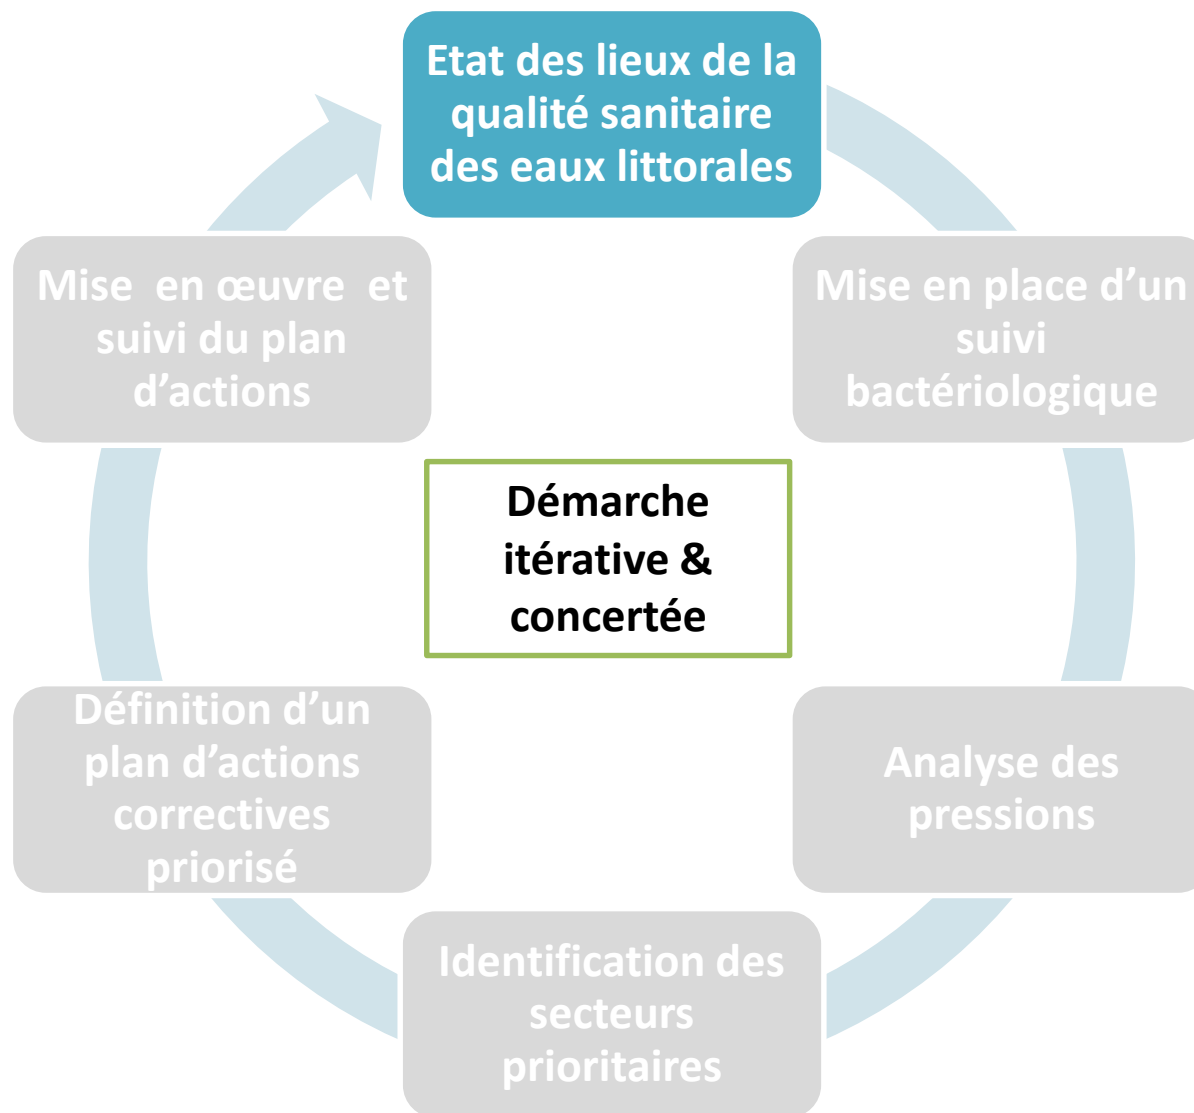 Etat des lieux de la
qualité sanitaire
des eaux littorales
Mise en place d’un
suivi
bactériologique
Analyse des
pressions
Identification des
secteurs
prioritaires
Définition d’un
plan d’actions
correctives
priorisé
Mise en œuvre et
suivi du plan
d’actions
Démarche
itérative &
concertée